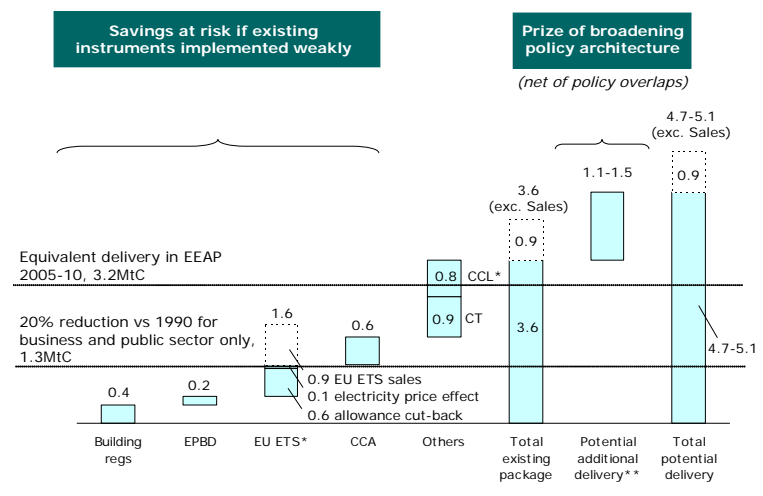 Savings at risk if existing
instruments implemented weakly
Prize of broadening
policy architecture
(net of policy overlaps)
4.7-5.1
(exc. Sales)
1.1-1.5
0.9
3.6
(exc. Sales)
0.9
Equivalent delivery in EEAP
2005-10, 3.2MtC
0.8
CCL*
0.9
CT
3.6
20% reduction vs 1990 for
business and public sector only,
1.3MtC
1.6
0.6
4.7-5.1
0.9 EU ETS sales
0.1 electricity price effect
0.6 allowance cut-back
0.4
0.2
Building
regs
EPBD
EU ETS*
CCA
Others
Total
existing
package
Potential
additional
delivery**
Total
potential
delivery